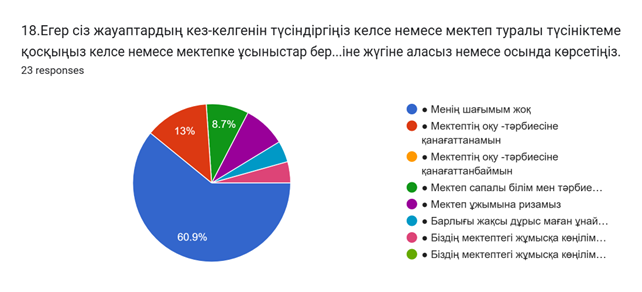 18.Егер сіз жауаптардың кез-келгенін түсіндіргіңіз келсе немесе мектеп туралы түсініктеме
қосқыңыз келсе немесе мектепке ұсыныстар бер...іне жүгіне аласыз немесе осында көрсетіңіз.
23 responses
● Менің шағымым жоқ
● Мектептің оқу -тәрбиесіне
қанағаттанамын
● Мектептің оқу -тәрбиесіне
қанағаттанбаймын
● Мектеп сапалы білім мен тәрбие...
● Мектеп ұжымына ризамыз
● Барлығы жақсы дұрыс маған ұнай...
● Біздің мектептегі жұмысқа көңілім...
● Біздің мектептегі жұмысқа көңілім...
8.7%
13%
60.9%